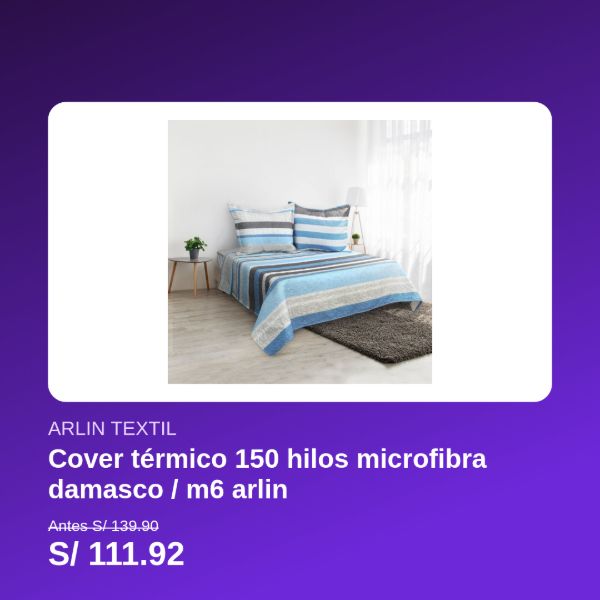 ARLIN TEXTIL
Cover térmico 150 hilos microfibra
damasco / m6 arlin
Antes S/ 139.90
S/ 111.92